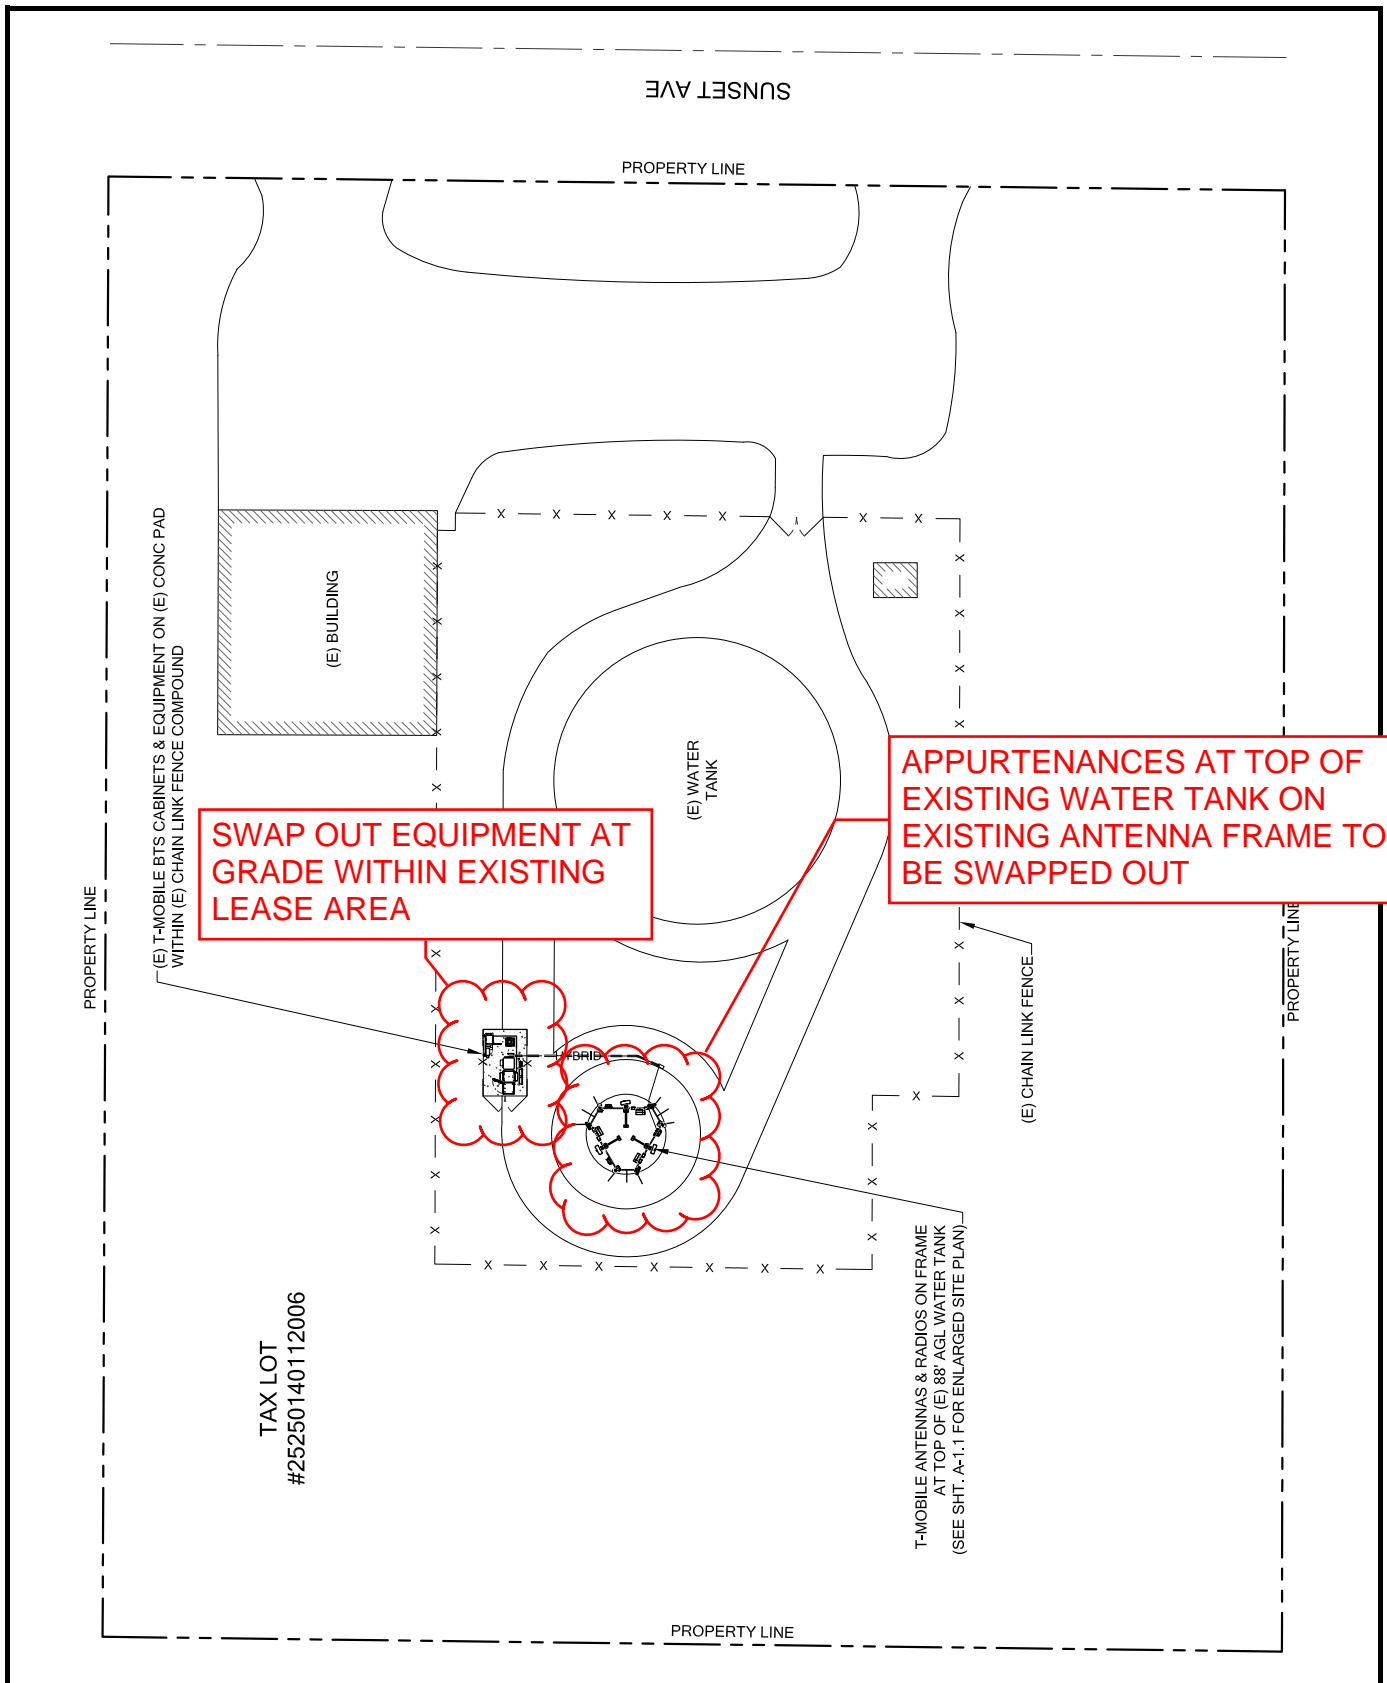 SUNSET AVE
PROPERTY LINE
(E) T-MOBILE BTS CABINETS & EQUIPMENT ON (E) CONC PAD
WITHIN (E) CHAIN LINK FENCE COMPOUND
(E) BUILDING
(E) WATER
TANK
APPURTENANCES AT TOP OF
EXISTING WATER TANK ON
EXISTING ANTENNA FRAME TO
BE SWAPPED OUT
SWAP OUT EQUIPMENT AT
GRADE WITHIN EXISTING
LEASE AREA
PROPERTY LINE
PROPERTY LINE
(E) CHAIN LINK FENCE
HYBRID
T-MOBILE ANTENNAS & RADIOS ON FRAME
AT TOP OF (E) 88' AGL WATER TANK
(SEE SHT. A-1.1 FOR ENLARGED SITE PLAN)
TAX LOT
#25250140112006
PROPERTY LINE